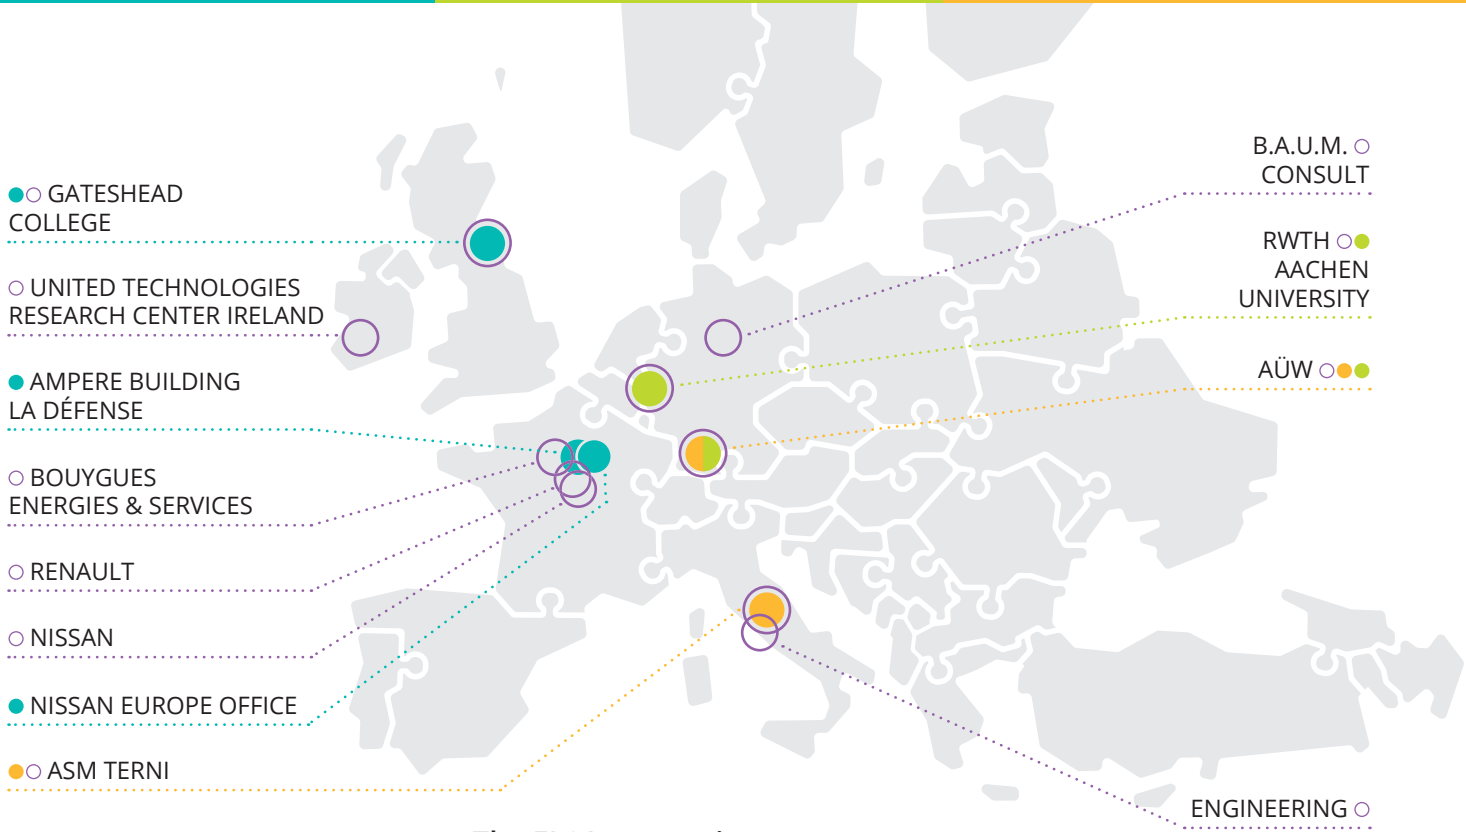 GATESHEAD
COLLEGE
UNITED TECHNOLOGIES
RESEARCH CENTER IRELAND
AMPERE BUILDING
LA DÉFENSE
BOUYGUES
ENERGIES & SERVICES
RENAULT
NISSAN
NISSAN EUROPE OFFICE
ASM TERNI
B.A.U.M.
CONSULT
RWTH
AACHEN
UNIVERSITY
AÜW
ENGINEERING